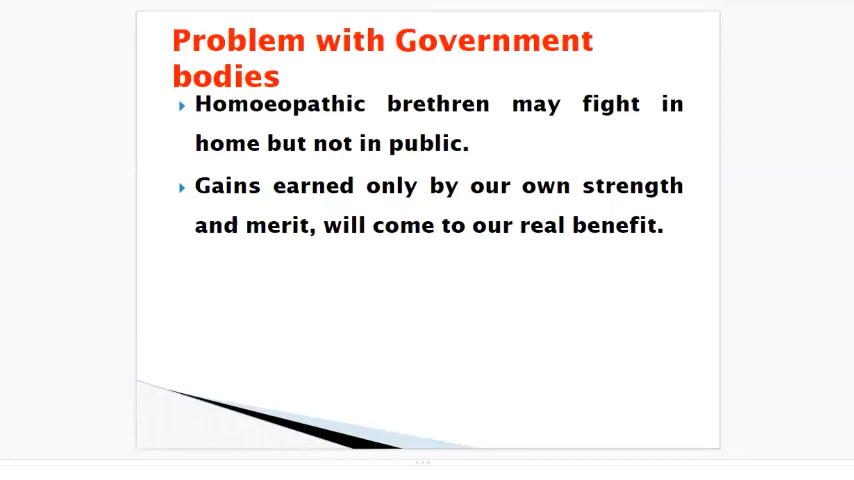 Problem with Government
bodies
Homoeopathic brethren may fight in
home but not in public.
Gains earned only by our own strength
and merit, will come to our real benefit.